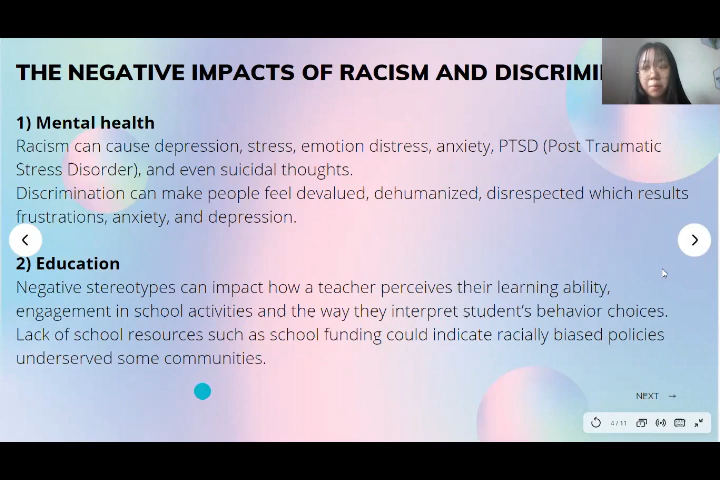 THE NEGATIVE IMPACTS OF RACISM AND
1) Mental health
Racism can cause depression, stress, emotion distress, anxiety, PTSD (Post Traumatic
Stress Disorder), and even suicidal thoughts.
Discrimination can make people feel devalued, dehumanized, disrespected which results
frustrations, anxiety, and depression.
2) Education
Negative stereotypes can impact how a teacher perceives their learning ability,
engagement in school activities and the way they interpret student's behavior choices.
Lack of school resources such as school funding could indicate racially biased policies
underserved some communities.
NEXT →
4/11